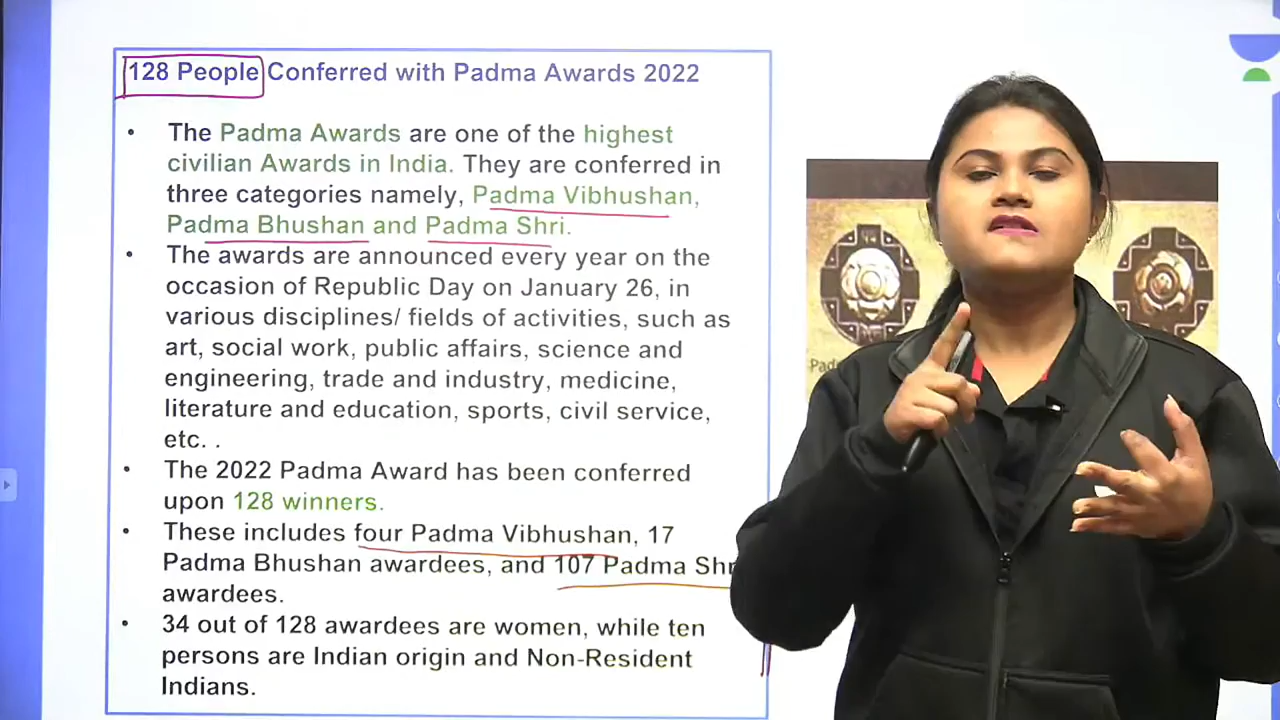 128 People Conferred with Padma Awards 2022
• The Padma Awards are one of the highest
civilian Awards in India. They are conferred in
three categories namely, Padma Vibhushan,
Padma Bhushan and Padma Shri.
• The awards are announced every year on the
occasion of Republic Day on January 26, in
various disciplines/ fields of activities, such as
art, social work, public affairs, science and
engineering, trade and industry, medicine,
literature and education, sports, civil service,
etc. .
• The 2022 Padma Award has been conferred
upon 128 winners.
• These includes four Padma Vibhushan, 17
Padma Bhushan awardees, and 107 Padma Shr
awardees.
• 34 out of 128 awardees are women, while ten
persons are Indian origin and Non-Resident
Indians.